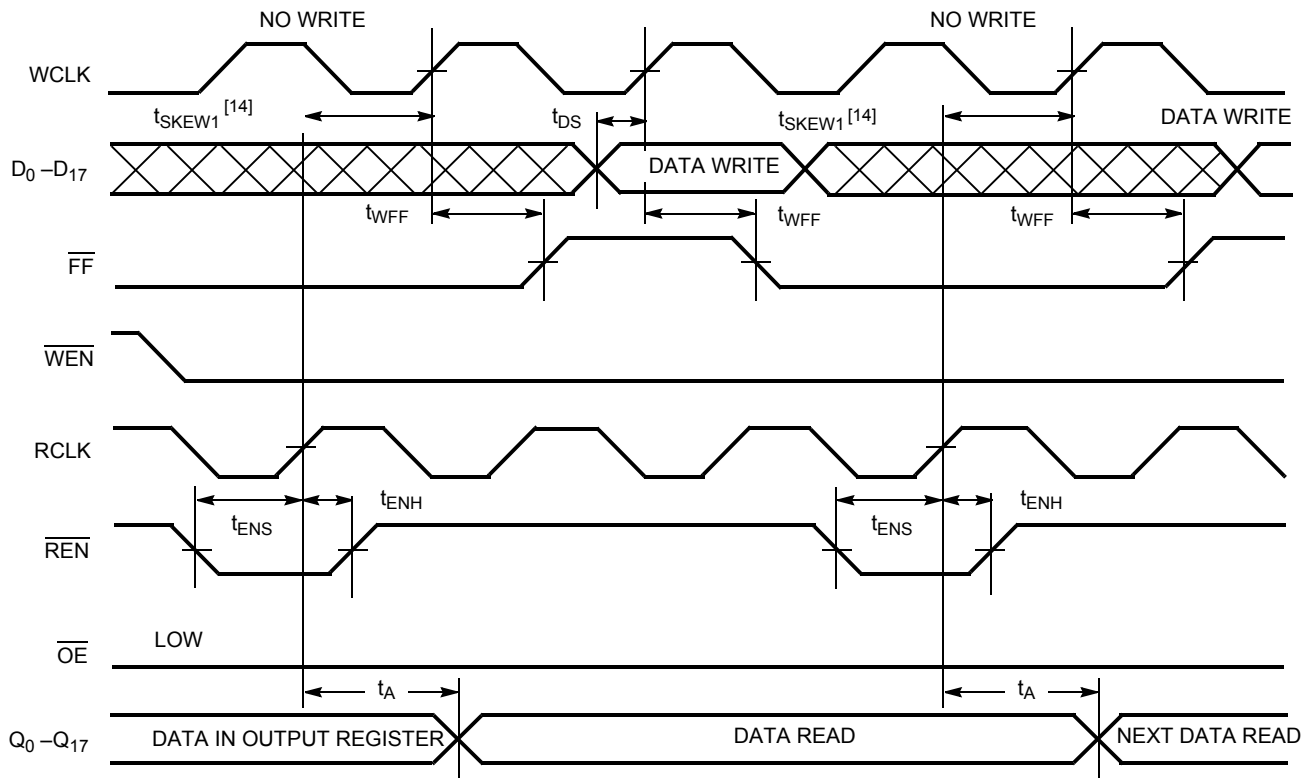 NO WRITE NO WRITE
WCLK
tSKEW1 [14] tDS tSKEW1 [14] DATA WRITE
D0 –D17 DATA WRITE
tWFF tWFF tWFF
FF
WEN
RCLK
tENS tENH tENS tENH
REN
LOW
OE
tA tA
Q0 –Q17 DATA IN OUTPUT REGISTER DATA READ NEXT DATA READ